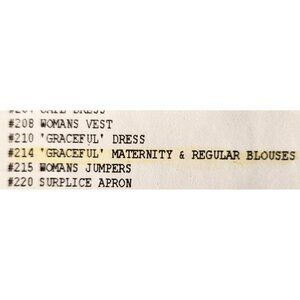 #208 WOMANS VEST
#210 'GRACEFUL' DRESS
#214 'GRACEFUL' MATERNITY & REGULAR BLOUSES
#215 WOMANS JUMPERS
#220 SURPLICE APRON